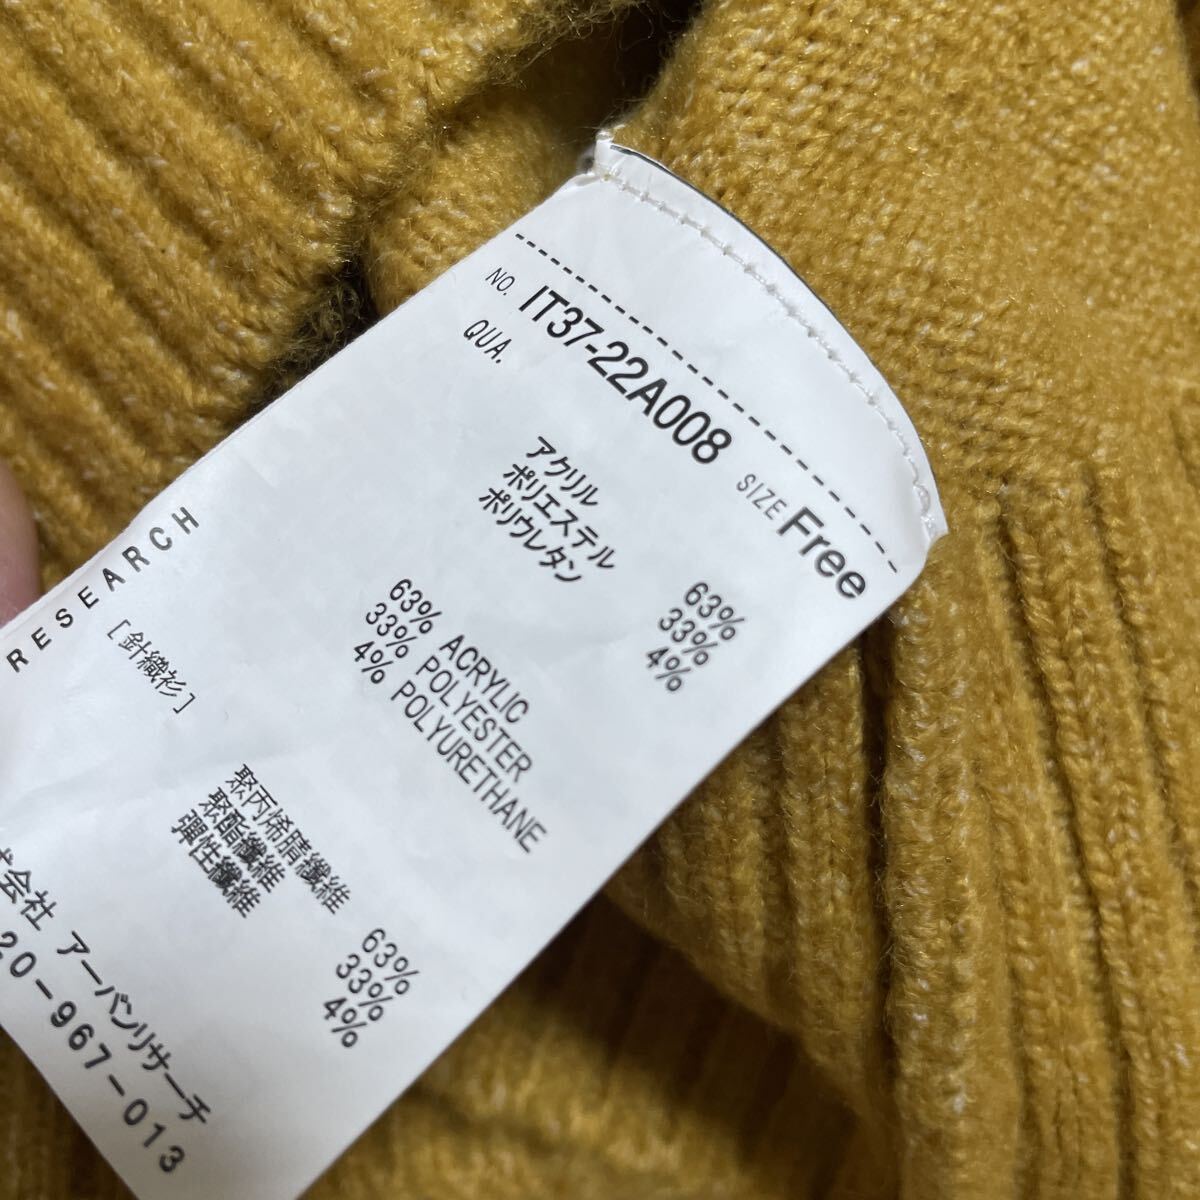 NO. IT37-22A008 SIZE Free
QUA.
アクリル 63%
ポリエステル 33%
ポリウレタン 4%
63% ACRYLIC
33% POLYESTER
4% POLYURETHANE
聚丙烯腈纖維 63%
聚酯纖維 33%
彈性纖維 4%
[針織衫]
RESEARCH
会社 アーバンリサーチ
20-967-013